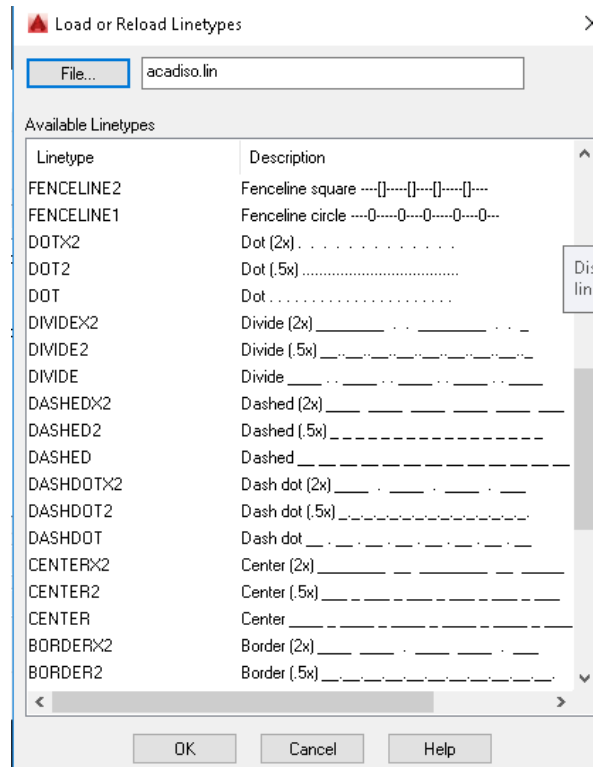 Load or Reload Linetypes
File... acadiso.lin
Available Linetypes
Linetype Description
FENCELINE2 Fenceline square ----[]-----[]----[]-----[]----
FENCELINE1 Fenceline circle ----0-----0----0-----0----0---
DOTX2 Dot (2x) . . . . . . . . . . . . . .
DOT2 Dot (.5x) .......................................
DOT Dot . . . . . . . . . . . . . . . . . . . . . .
DIVIDEX2 Divide (2x) ________ . . ________ . . _
DIVIDE2 Divide (.5x) __..__..__..__..__..__..__..__.._
DIVIDE Divide ____ . . ____ . . ____ . . ____ . . ____
DASHEDX2 Dashed (2x) ____ ____ ____ ____ ____ ___
DASHED2 Dashed (.5x) _ _ _ _ _ _ _ _ _ _ _ _ _ _ _ _ _
DASHED Dashed __ __ __ __ __ __ __ __ __ __ __ __ __
DASHDOTX2 Dash dot (2x) ____ . ____ . ____ . ___
DASHDOT2 Dash dot (.5x) _._._._._._._._._._._._._._.
DASHDOT Dash dot __ . __ . __ . __ . __ . __ . __
CENTERX2 Center (2x) ________ __ ________ __ _____
CENTER2 Center (.5x) ___ _ ___ _ ___ _ ___ _ ___ _ ___
CENTER Center ____ _ ____ _ ____ _ ____ _ ____ _ ____
BORDERX2 Border (2x) ____ ____ . ____ ____ . ___
BORDER2 Border (.5x) __.__.__.__.__.__.__.__.__.__.
Dis
lin
OK Cancel Help